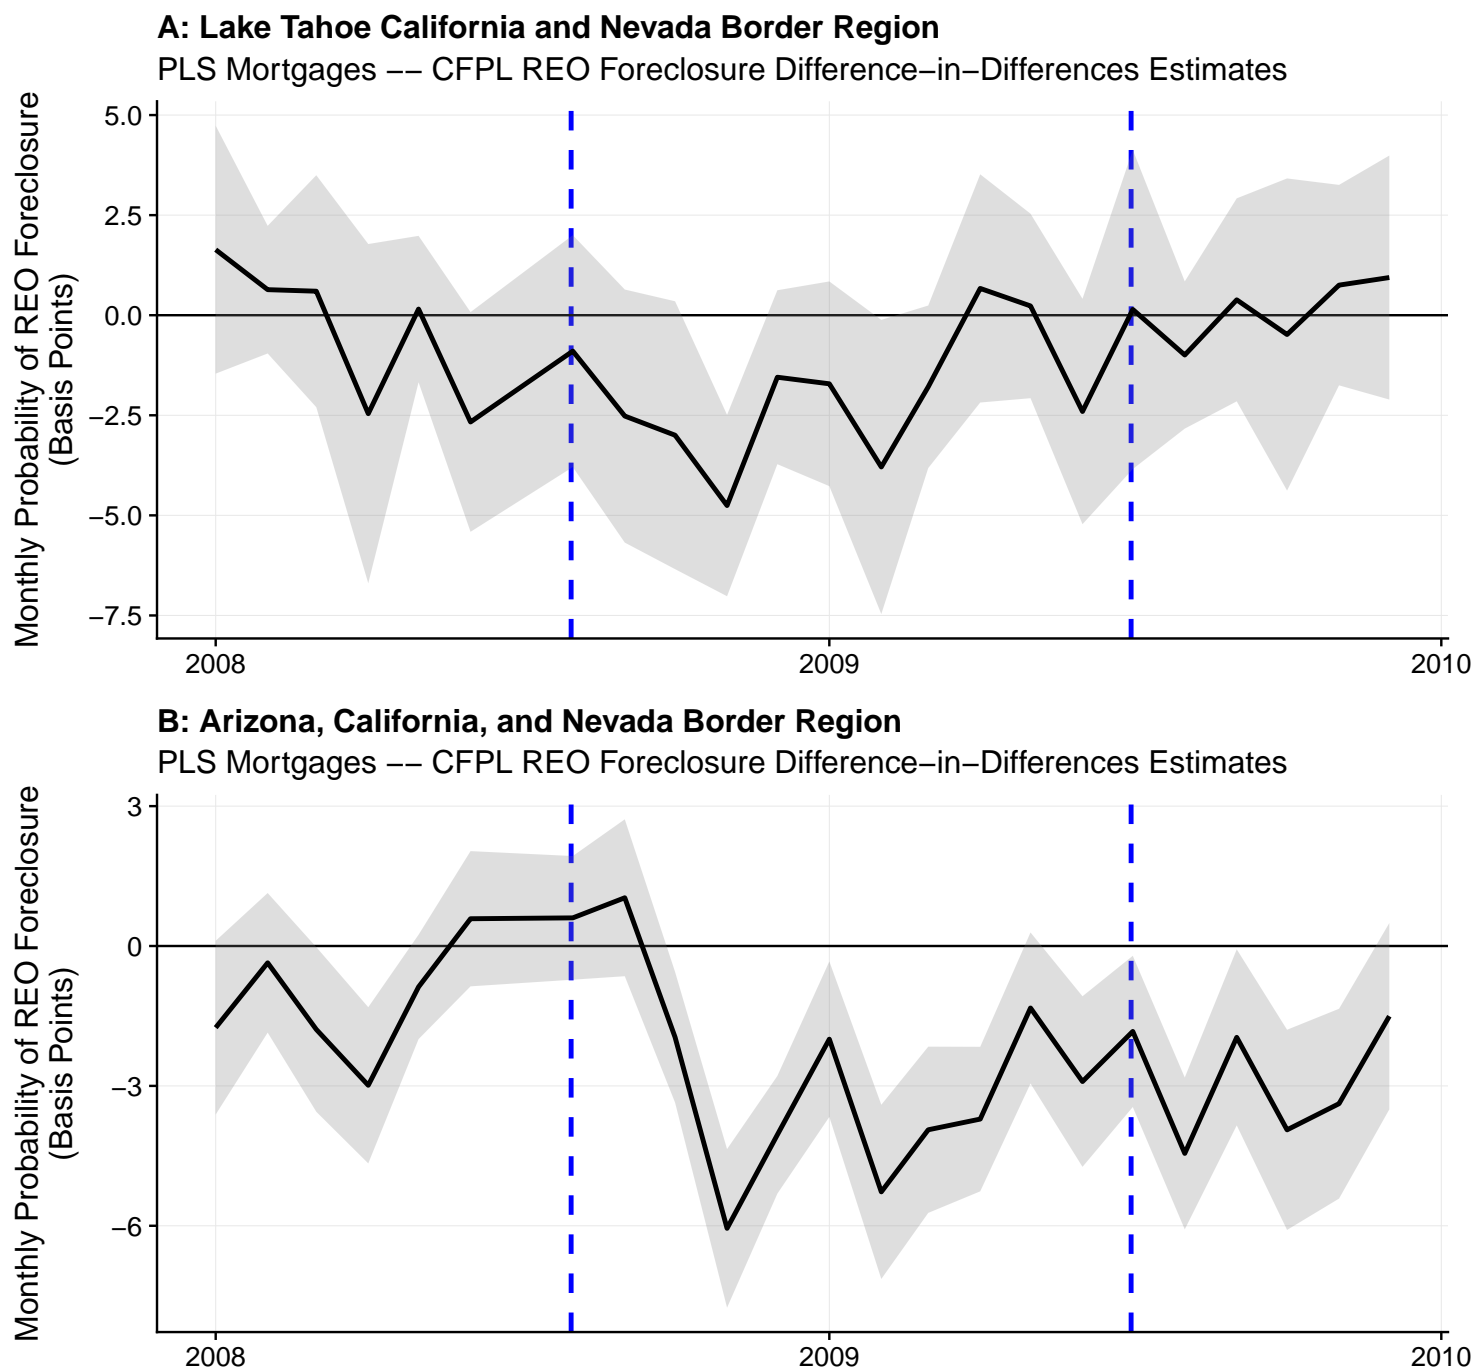 A: Lake Tahoe California and Nevada Border Region
PLS Mortgages −− CFPL REO Foreclosure Difference−in−Differences Estimates
Monthly Probability of REO Foreclosure
(Basis Points)
5.0
2.5
0.0
−2.5
−5.0
−7.5
2008
2009
2010
B: Arizona, California, and Nevada Border Region
PLS Mortgages −− CFPL REO Foreclosure Difference−in−Differences Estimates
Monthly Probability of REO Foreclosure
(Basis Points)
3
0
−3
−6
2008
2009
2010